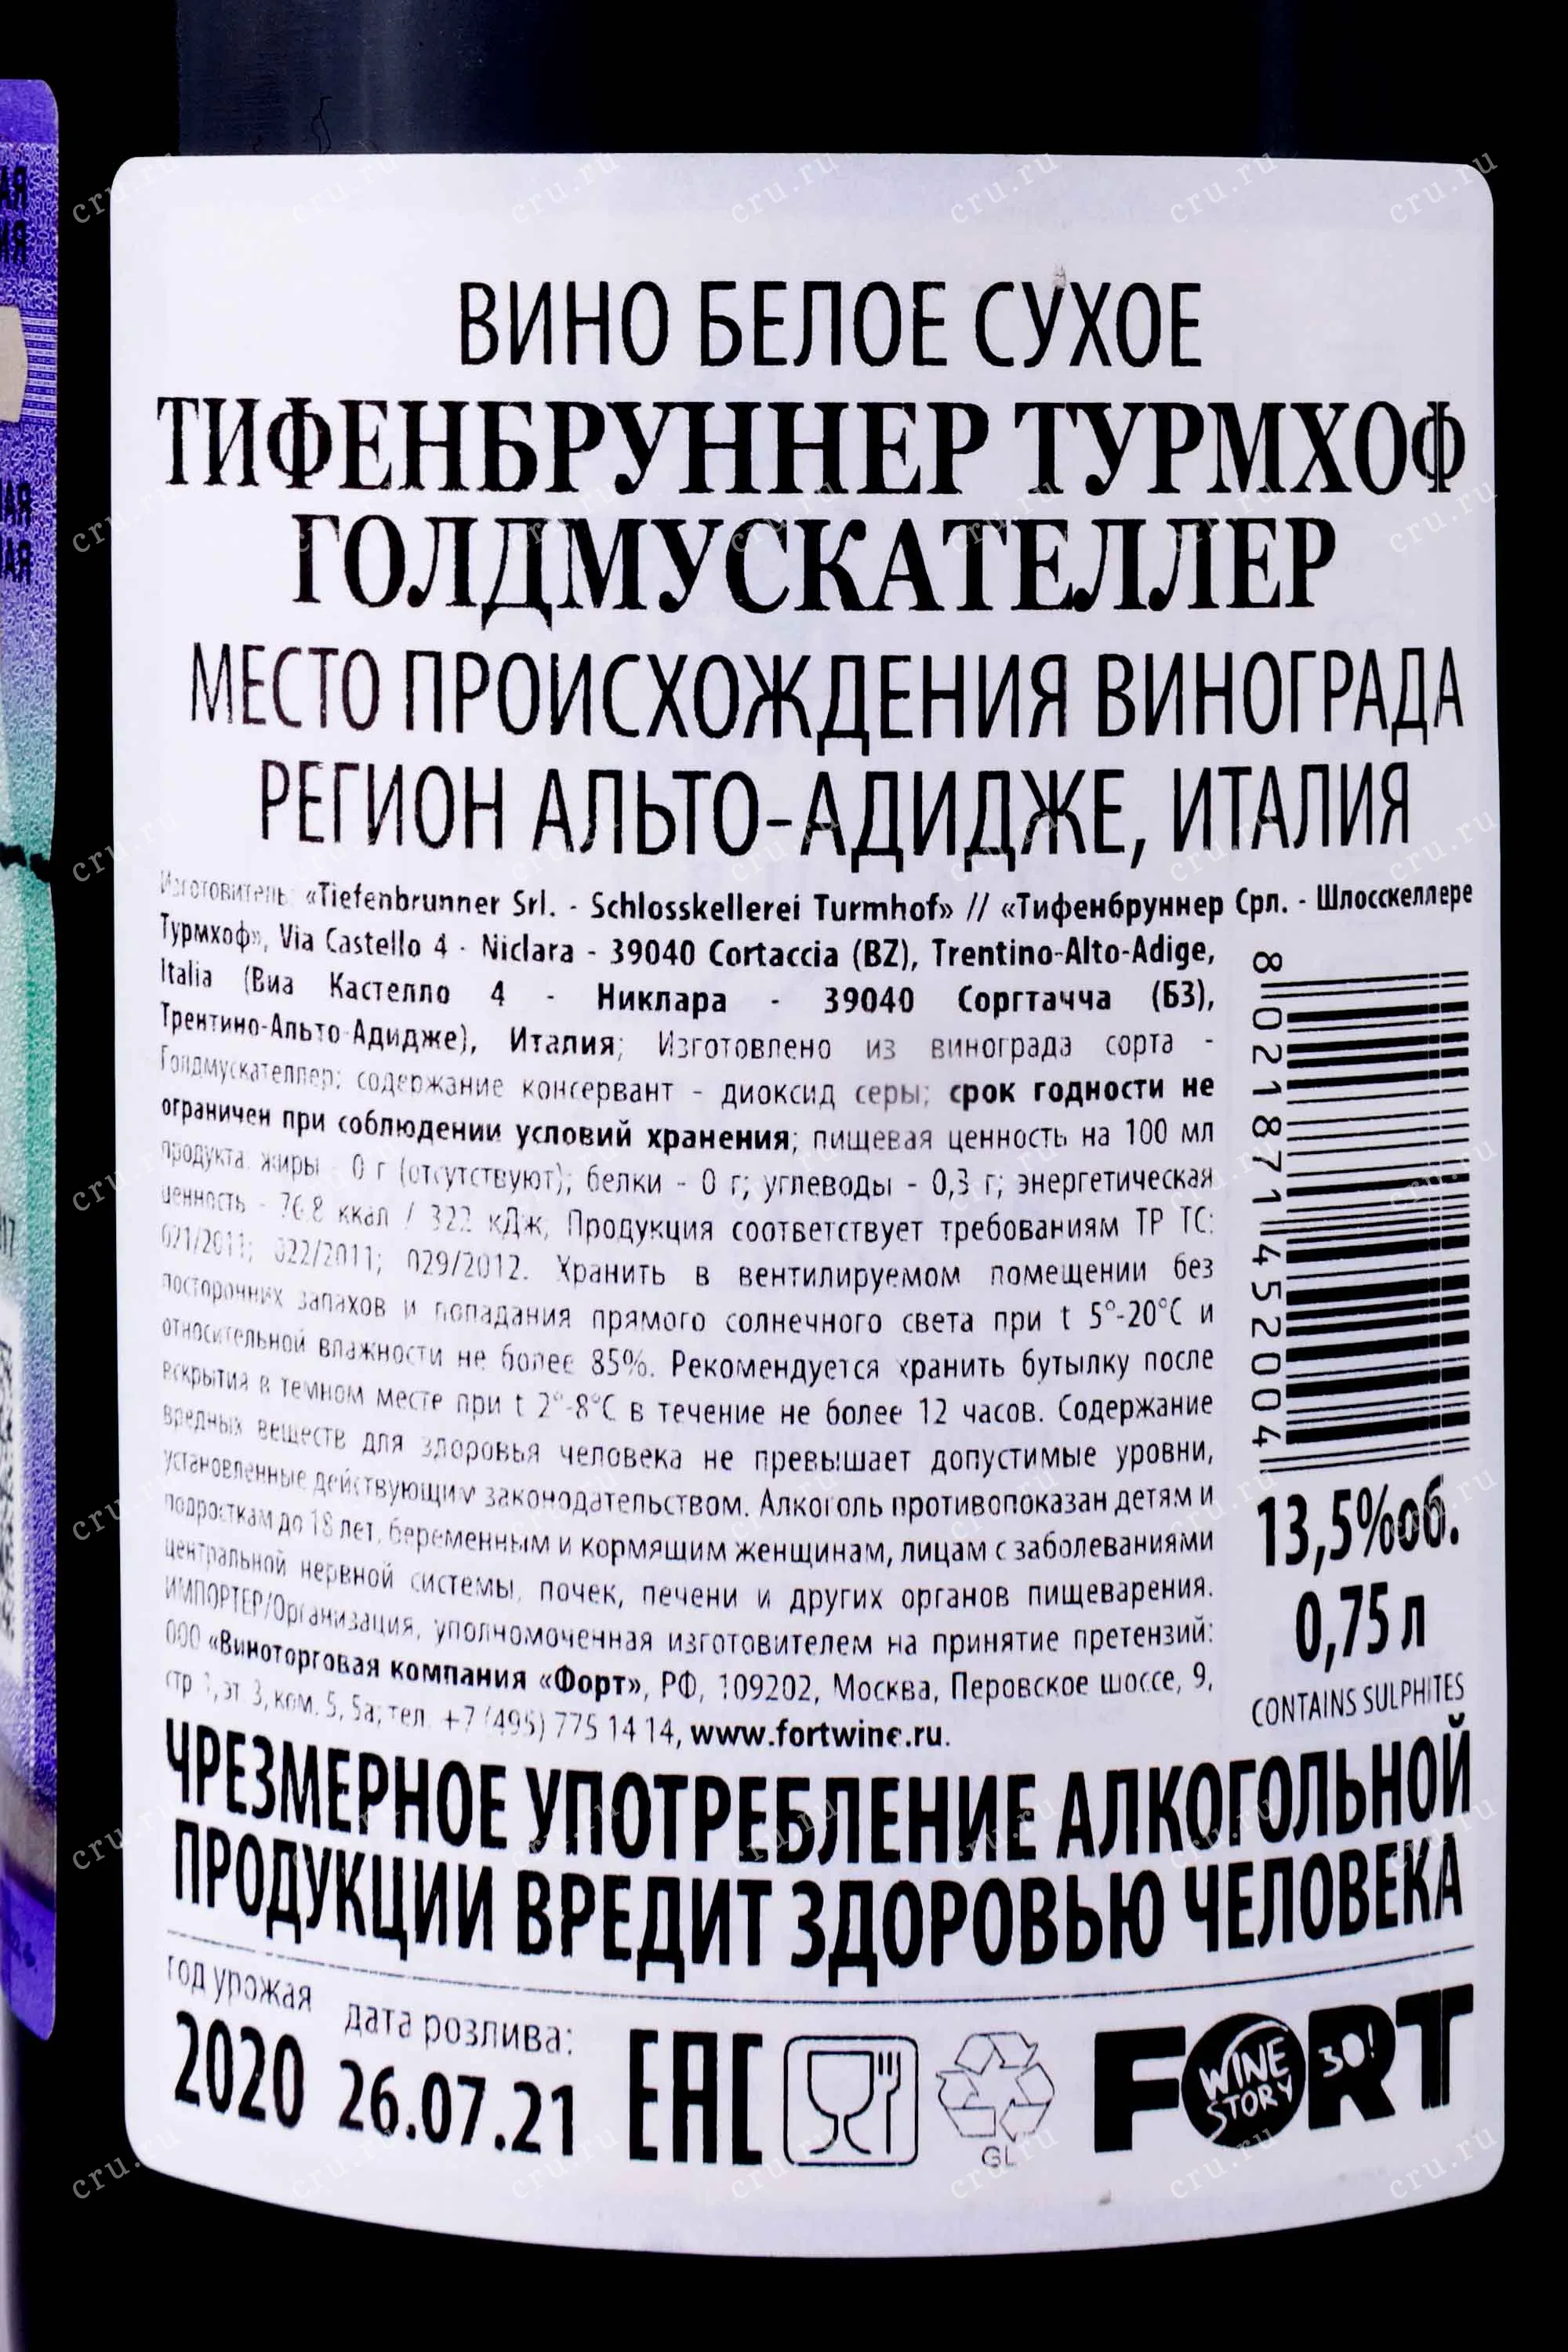 ВИНО БЕЛОЕ СУХОЕ
ТИФЕНБРУННЕР ТУРМХОФ
ГОЛДМУСКАТЕЛЛЕР
МЕСТО ПРОИСХОЖДЕНИЯ ВИНОГРАДА
РЕГИОН АЛЬТО-АДИДЖЕ, ИТАЛИЯ
Изготовитель: «Tiefenbrunner Srl. - Schlosskellerei Turmhof» // «Тифенбруннер Срл. - Шлосскеллере
Турмхоф», Via Castello 4 - Niclara - 39040 Cortaccia (BZ), Trentino-Alto-Adige,
Italia (Виа Кастелло 4 - Никлара - 39040 Соргтачча (БЗ),
Трентино-Альто-Адидже), Италия; Изготовлено из винограда сорта -
Голдмускателлер; содержание консервант - диоксид серы; срок годности не
ограничен при соблюдении условий хранения; пищевая ценность на 100 мл
продукта: жиры - 0 г (отсутствуют); белки - 0 г; углеводы - 0,3 г; энергетическая
ценность - 76,8 ккал / 322 кДж; Продукция соответствует требованиям ТР ТС:
021/2011; 022/2011; 029/2012. Хранить в вентилируемом помещении без
посторонних запахов и попадания прямого солнечного света при t 5°-20°C и
относительной влажности не более 85%. Рекомендуется хранить бутылку после
вскрытия в темном месте при t 2°-8°C в течение не более 12 часов. Содержание
вредных веществ для здоровья человека не превышает допустимые уровни,
установленные действующим законодательством. Алкоголь противопоказан детям и
подросткам до 18 лет, беременным и кормящим женщинам, лицам с заболеваниями
центральной нервной системы, почек, печени и других органов пищеварения.
ИМПОРТЕР/Организация, уполномоченная изготовителем на принятие претензий:
ООО «Виноторговая компания «Форт», РФ, 109202, Москва, Перовское шоссе, 9,
стр 1, эт. 3, ком. 5, 5а; тел. +7 (495) 775 14 14, www.fortwine.ru.
8 021871 452004
13,5%об.
0,75 л
CONTAINS SULPHITES
ЧРЕЗМЕРНОЕ УПОТРЕБЛЕНИЕ АЛКОГОЛЬНОЙ
ПРОДУКЦИИ ВРЕДИТ ЗДОРОВЬЮ ЧЕЛОВЕКА
год урожая
2020
дата розлива:
26.07.21
EAC
GL
FORT
WINE
STORY
30!
cru.ru